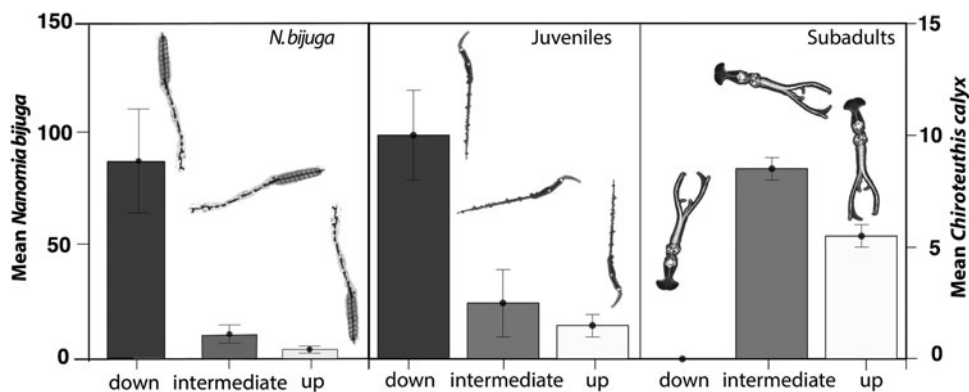 150
100
50
0
Mean Nanomia bijuga
N. bijuga
down intermediate up
Juveniles
down intermediate up
Subadults
down intermediate up
15
10
5
0
Mean Chiroteuthis calyx